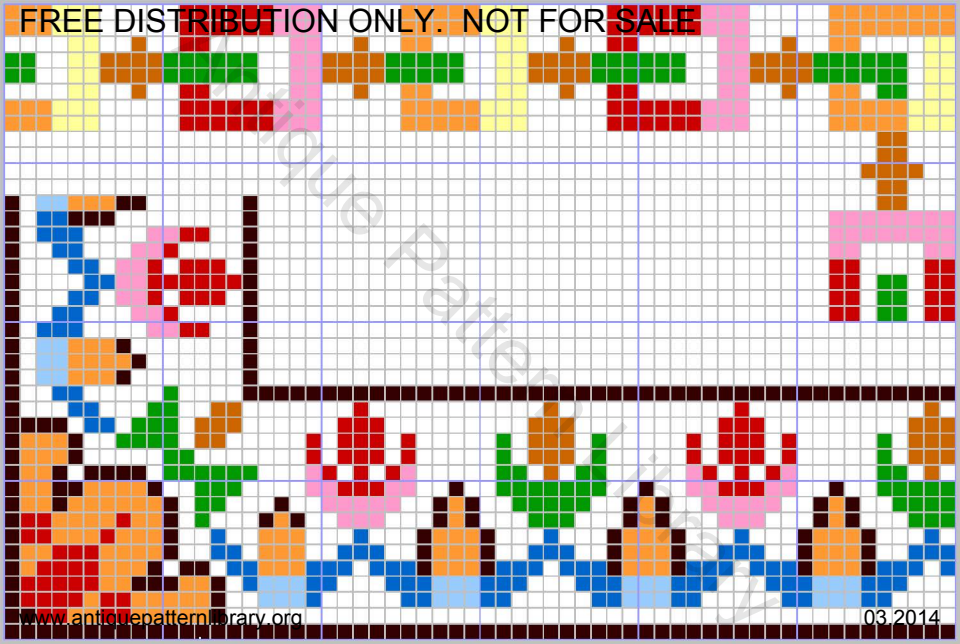 FREE DISTRIBUTION ONLY.  NOT FOR SALE
Antique Pattern Library
www.antiquepatternlibrary.org
03.2014